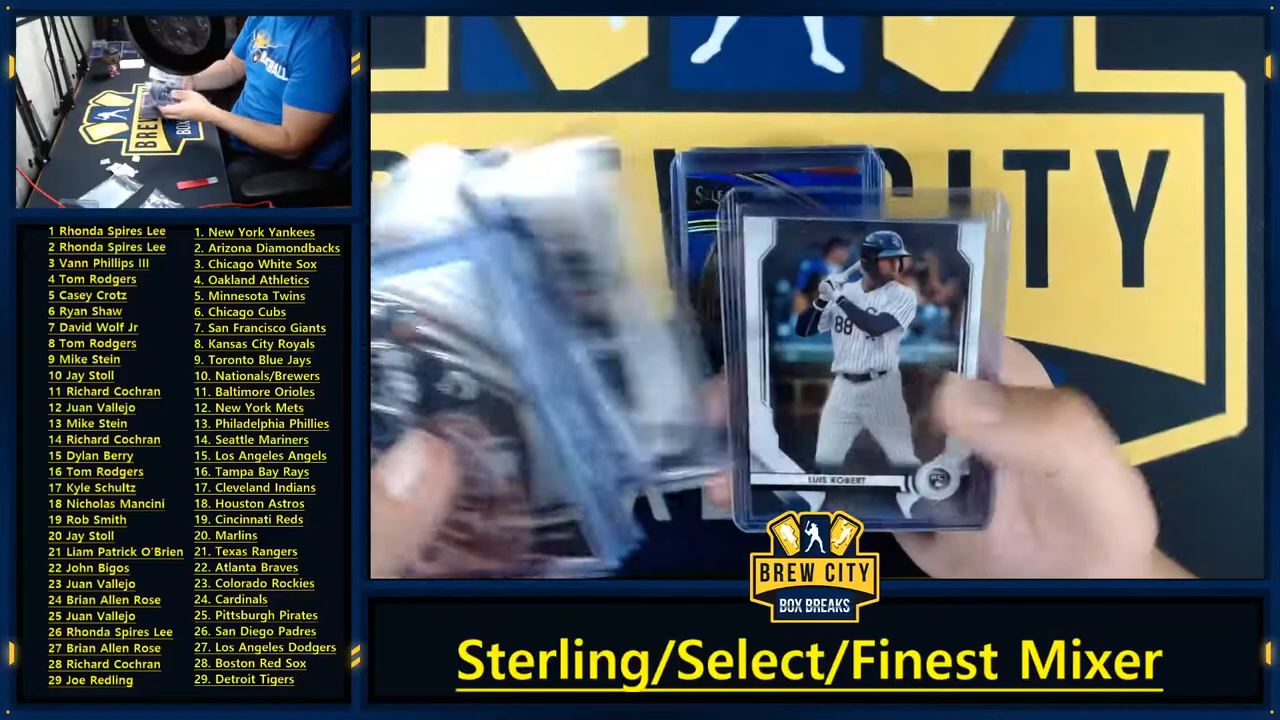 BALL
BREW
BOX
1 Rhonda Spires Lee
2 Rhonda Spires Lee
3 Vann Phillips III
4 Tom Rodgers
5 Casey Crotz
6 Ryan Shaw
7 David Wolf Jr
8 Tom Rodgers
9 Mike Stein
10 Jay Stoll
11 Richard Cochran
12 Juan Vallejo
13 Mike Stein
14 Richard Cochran
15 Dylan Berry
16 Tom Rodgers
17 Kyle Schultz
18 Nicholas Mancini
19 Rob Smith
20 Jay Stoll
21 Liam Patrick O'Brien
22 John Bigos
23 Juan Vallejo
24 Brian Allen Rose
25 Juan Vallejo
26 Rhonda Spires Lee
27 Brian Allen Rose
28 Richard Cochran
29 Joe Redling
1. New York Yankees
2. Arizona Diamondbacks
3. Chicago White Sox
4. Oakland Athletics
5. Minnesota Twins
6. Chicago Cubs
7. San Francisco Giants
8. Kansas City Royals
9. Toronto Blue Jays
10. Nationals/Brewers
11. Baltimore Orioles
12. New York Mets
13. Philadelphia Phillies
14. Seattle Mariners
15. Los Angeles Angels
16. Tampa Bay Rays
17. Cleveland Indians
18. Houston Astros
19. Cincinnati Reds
20. Marlins
21. Texas Rangers
22. Atlanta Braves
23. Colorado Rockies
24. Cardinals
25. Pittsburgh Pirates
26. San Diego Padres
27. Los Angeles Dodgers
28. Boston Red Sox
29. Detroit Tigers
ITY
88
LUIS ROBERT
BREW CITY
BOX BREAKS
Sterling/Select/Finest Mixer